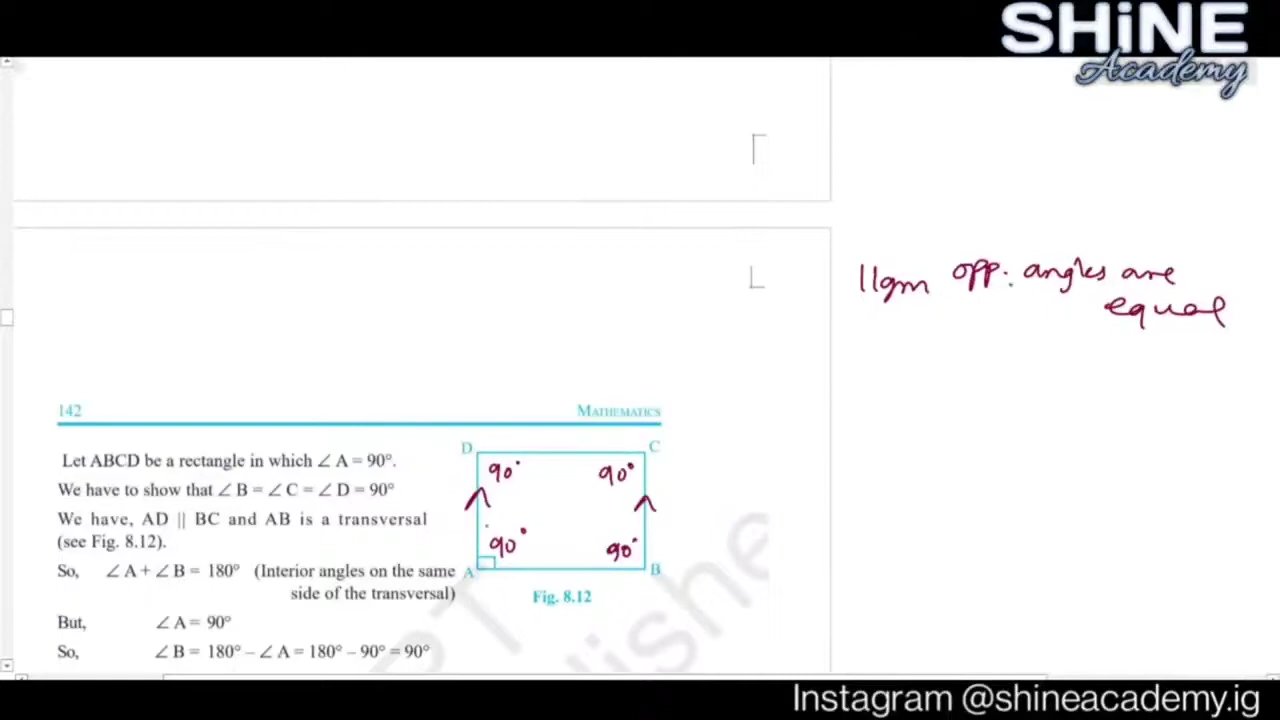 SHiNE
Academy
||gm opp. angles are
equal
142 MATHEMATICS
Let ABCD be a rectangle in which ∠ A = 90°.
We have to show that ∠ B = ∠ C = ∠ D = 90°
We have, AD || BC and AB is a transversal
(see Fig. 8.12).
So, ∠ A + ∠ B = 180° (Interior angles on the same
side of the transversal)
But, ∠ A = 90°
So, ∠ B = 180° – ∠ A = 180° – 90° = 90°
D C
90° 90°
90° 90°
A B
Fig. 8.12
Instagram @shineacademy.ig